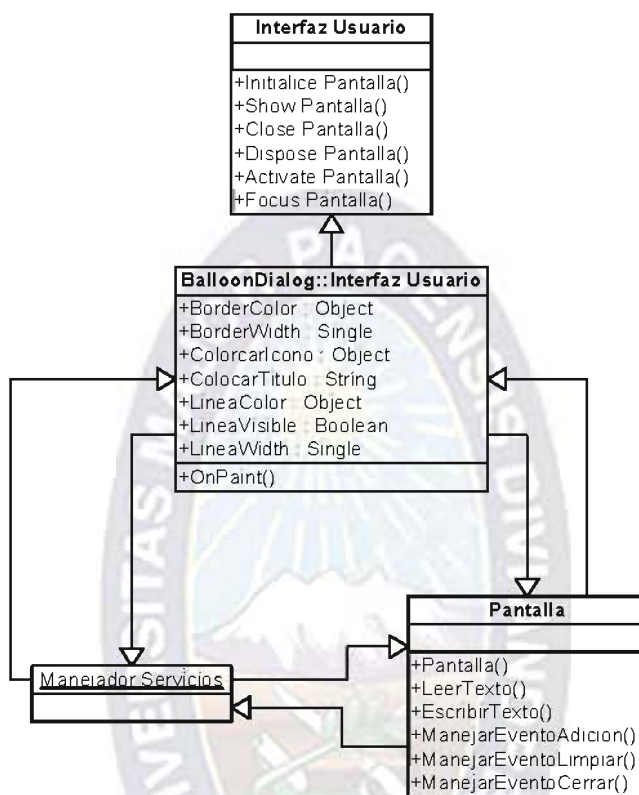 Interfaz Usuario
+Initialice Pantalla()
+Show Pantalla()
+Close Pantalla()
+Dispose Pantalla()
+Activate Pantalla()
+Focus Pantalla()
BalloonDialog::Interfaz Usuario
+BorderColor : Object
+BorderWidth : Single
+ColorcarIcono : Object
+ColocarTitulo : String
+LineaColor : Object
+LineaVisible : Boolean
+LineaWidth : Single
+OnPaint()
Pantalla
+Pantalla()
+LeerTexto()
+EscribirTexto()
+ManejarEventoAdicion()
+ManejarEventoLimpiar()
+ManejarEventoCerrar()
Manejador Servicios